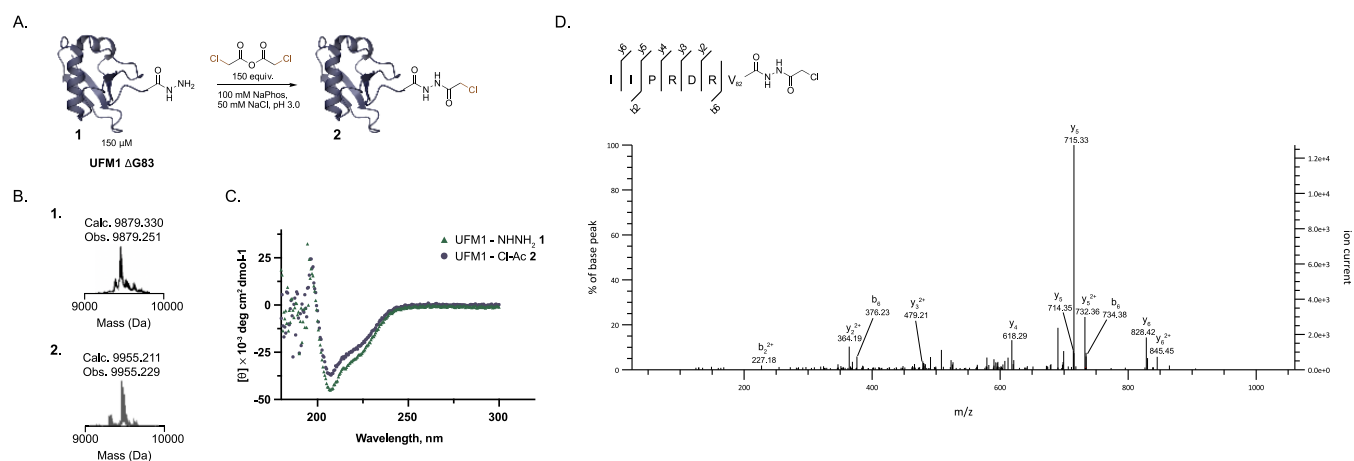 A.
Cl
O
O
O
Cl
150 equiv.
100 mM NaPhos,
50 mM NaCl, pH 3.0
O
N
H
NH₂
1
150 µM
UFM1 ΔG83
O
H
N
N
H
O
Cl
2
B.
1.
Calc. 9879.330
Obs. 9879.251
9000 10000
Mass (Da)
2.
Calc. 9955.211
Obs. 9955.229
9000 10000
Mass (Da)
C.
UFM1 - NHNH₂ 1
UFM1 - Cl-Ac 2
[θ] × 10⁻³ deg cm² dmol-1
25
0
-25
-50
200 250 300
Wavelength, nm
D.
y6 y5 y4 y3 y2
I I P R D R V₈₂
O
NH NH
O
Cl
b2 b6
% of base peak
100
80
60
40
20
0
ion current
1.2e+4
1.0e+4
8.0e+3
6.0e+3
4.0e+3
2.0e+3
0.0e+0
b₂²⁺
227.18
y₂²⁺
364.19
b₆
376.23
y₃²⁺
479.21
y₄
618.29
y₅
714.35
y₅
715.33
y₅²⁺
732.36
b₆
734.38
y₆
828.42
y₆²⁺
845.45
200 400 600 800 1000
m/z